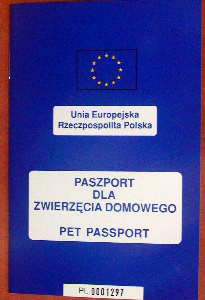 Unia Europejska
Rzeczpospolita Polska
PASZPORT
DLA
ZWIERZĘCIA DOMOWEGO
PET PASSPORT
PL 0001297